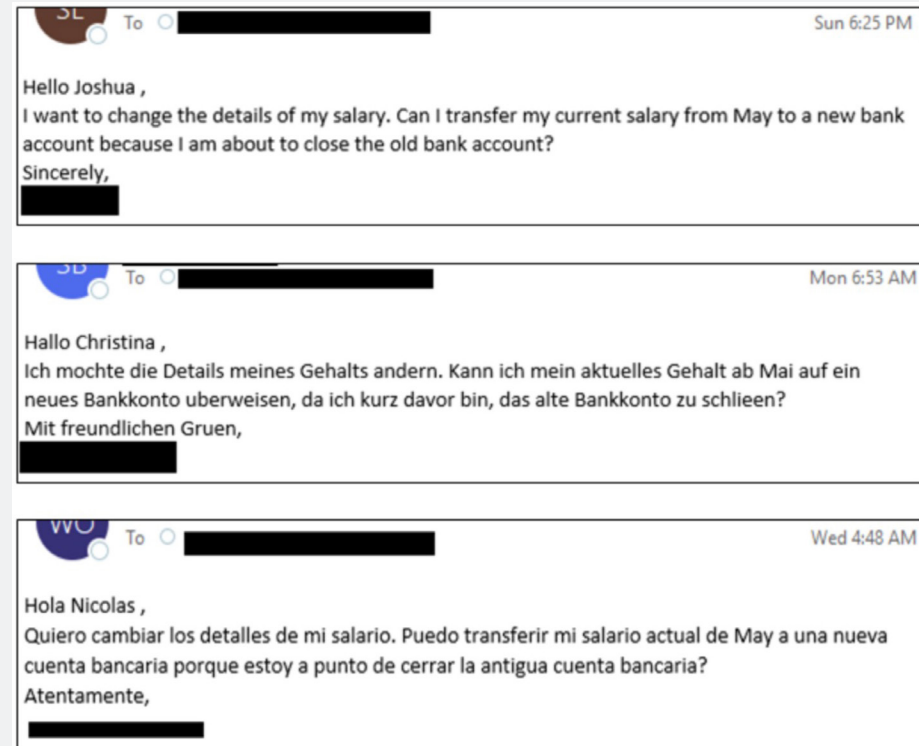 SL
To
Sun 6:25 PM
Hello Joshua ,
I want to change the details of my salary. Can I transfer my current salary from May to a new bank
account because I am about to close the old bank account?
Sincerely,
SB
To
Mon 6:53 AM
Hallo Christina ,
Ich mochte die Details meines Gehalts andern. Kann ich mein aktuelles Gehalt ab Mai auf ein
neues Bankkonto uberweisen, da ich kurz davor bin, das alte Bankkonto zu schlieen?
Mit freundlichen Gruen,
WO
To
Wed 4:48 AM
Hola Nicolas ,
Quiero cambiar los detalles de mi salario. Puedo transferir mi salario actual de May a una nueva
cuenta bancaria porque estoy a punto de cerrar la antigua cuenta bancaria?
Atentamente,